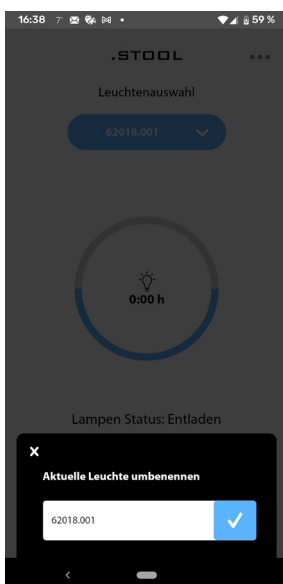 16:38
59 %
.STOOL
Leuchtenauswahl
62018.001
0:00 h
Lampen Status: Entladen
Aktuelle Leuchte umbenennen
62018.001